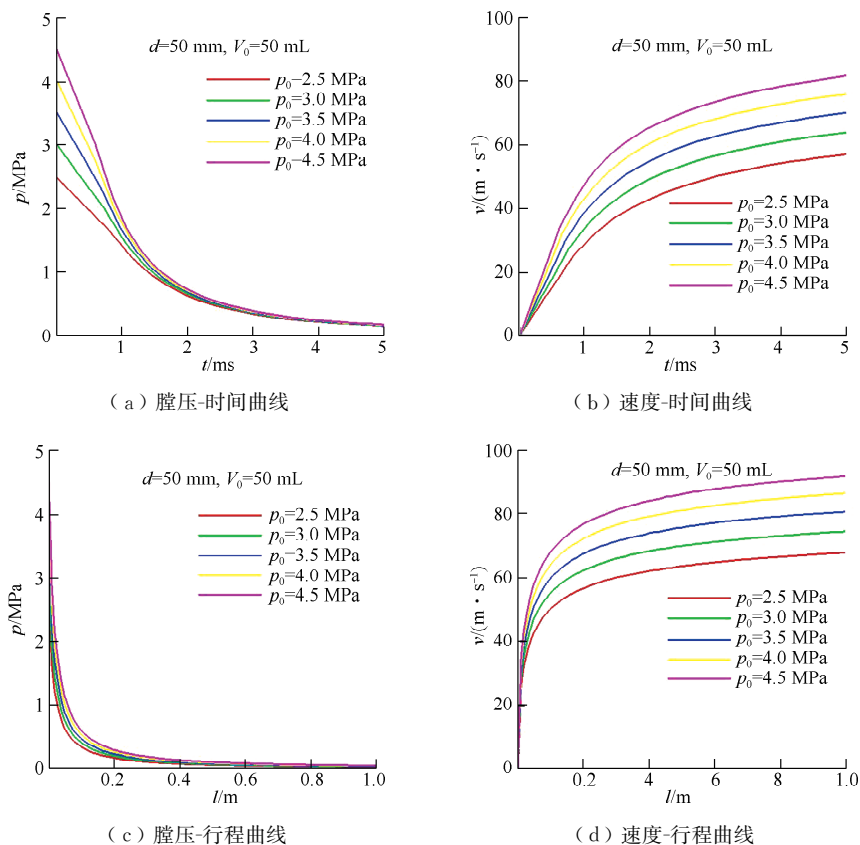 5
4
3
2
1
0
p/MPa
d=50 mm, V₀=50 mL
p₀−2.5 MPa
p₀=3.0 MPa
p₀=3.5 MPa
p₀=4.0 MPa
p₀−4.5 MPa
1 2 3 4 5
t/ms
(a)膛压-时间曲线
100
80
60
40
20
0
v/(m·s⁻¹)
d=50 mm, V₀=50 mL
p₀=2.5 MPa
p₀=3.0 MPa
p₀=3.5 MPa
p₀=4.0 MPa
p₀=4.5 MPa
1 2 3 4 5
t/ms
(b)速度-时间曲线
5
4
3
2
1
0
p/MPa
d=50 mm, V₀=50 mL
p₀=2.5 MPa
p₀=3.0 MPa
p₀−3.5 MPa
p₀=4.0 MPa
p₀=4.5 MPa
0.2 0.4 0.6 0.8 1.0
l/m
(c)膛压-行程曲线
100
80
60
40
20
0
v/(m·s⁻¹)
d=50 mm, V₀=50 mL
p₀=2.5 MPa
p₀=3.0 MPa
p₀=3.5 MPa
p₀=4.0 MPa
p₀=4.5 MPa
0.2 4 6 8 1.0
l/m
(d)速度-行程曲线